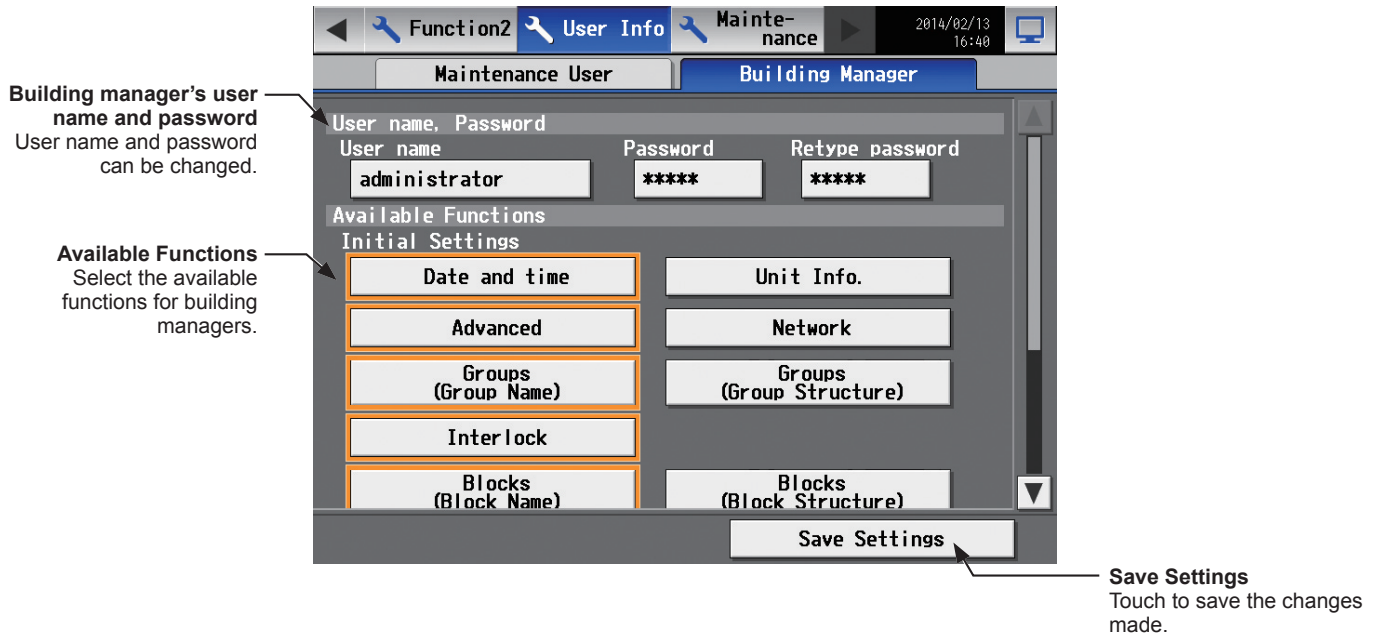 Function2 User Info Mainte-
nance 2014/02/13
16:40
Maintenance User Building Manager
Building manager's user
name and password
User name and password
can be changed.
User name, Password
User name Password Retype password
administrator ***** *****
Available Functions
Initial Settings
Available Functions
Select the available
functions for building
managers.
Date and time Unit Info.
Advanced Network
Groups
(Group Name)
Groups
(Group Structure)
Interlock
Blocks
(Block Name)
Blocks
(Block Structure)
Save Settings
Save Settings
Touch to save the changes
made.